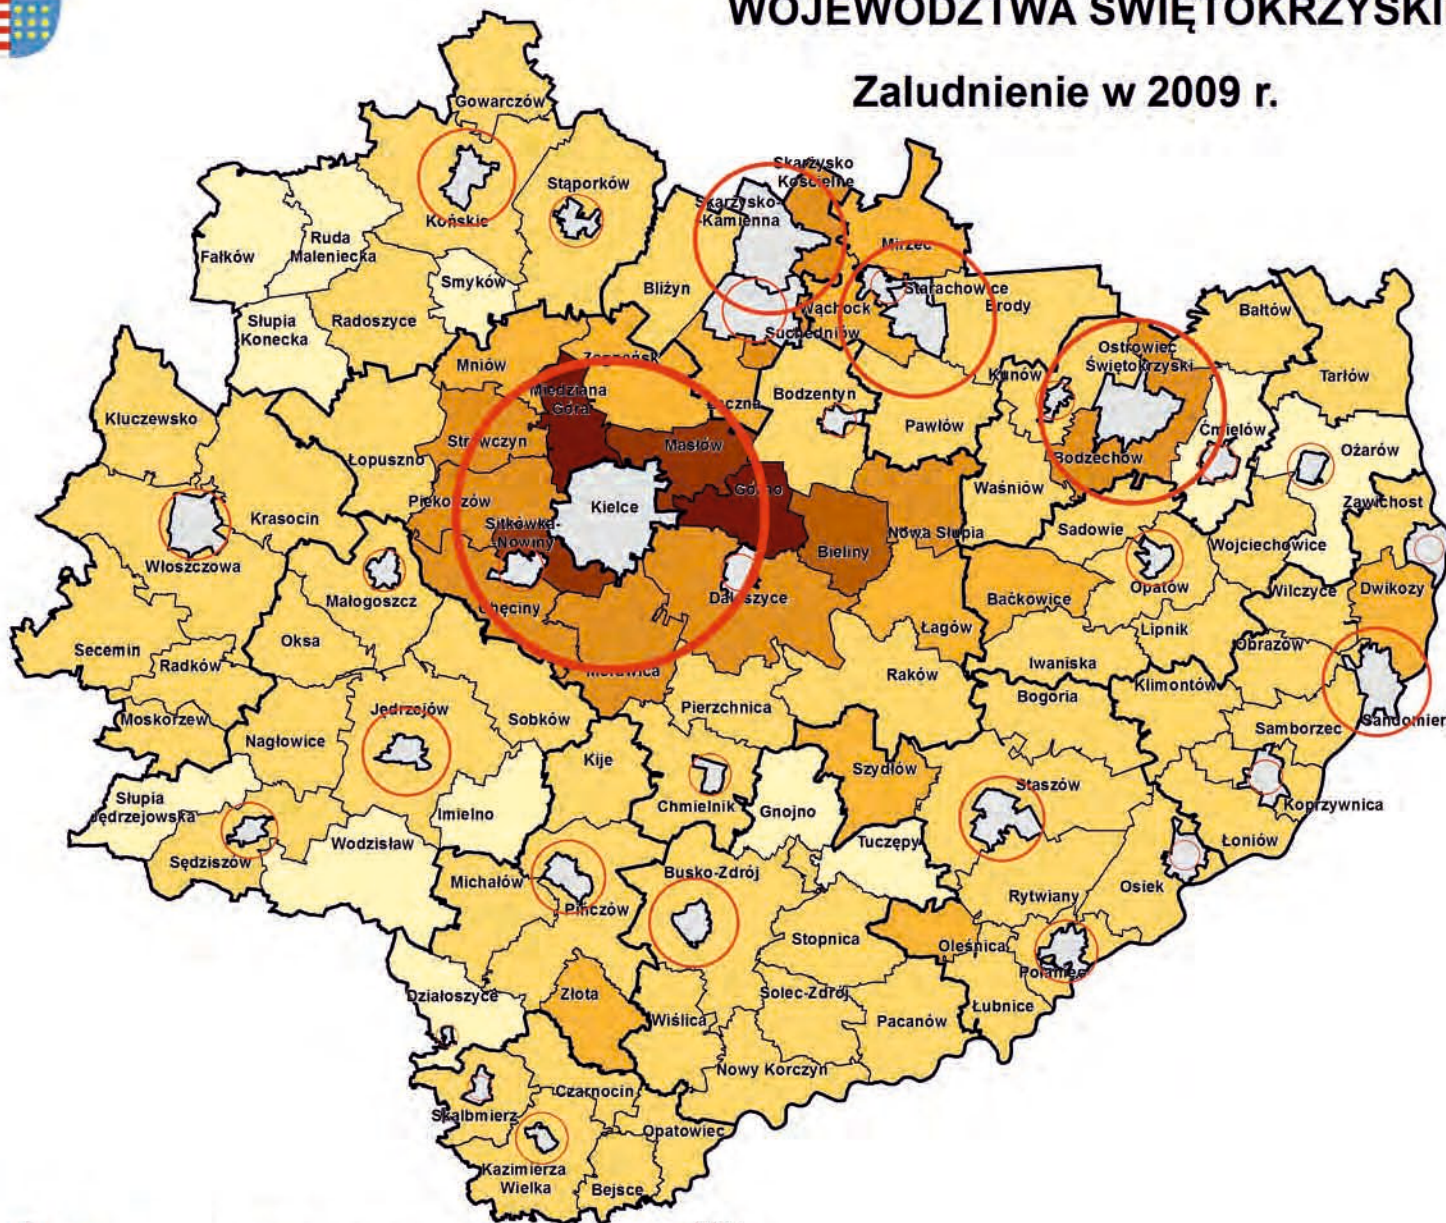 WOJEWÓDZTWA ŚWIĘTOKRZYSKI
Zaludnienie w 2009 r.
Gowarczów
Skarżysko
Kościelne
Stąporków
Skarżysko-
Kamienna
Końskie
Ruda
Maleniecka
Fałków
Mirzec
Smyków
Bliżyn
Starachowice
Brody
Wąchock
Bałtów
Słupia
Konecka
Radoszyce
Suchedniów
Ostrowiec
Świętokrzyski
Mniów
Zagnańsk
Kunów
Tarłów
Miedziana
Góra
Łączna
Bodzentyn
Kluczewsko
Pawłów
Ćmielów
Strawczyn
Masłów
Łopuszno
Bodzechów
Ożarów
Piekoszów
Górno
Waśniów
Zawichost
Kielce
Krasocin
Sitkówka-
Nowiny
Nowa Słupia
Sadowie
Wojciechowice
Bieliny
Włoszczowa
Opatów
Wilczyce
Dwikozy
Małogoszcz
Chęciny
Daleszyce
Baćkowice
Łagów
Lipnik
Oksa
Obrazów
Secemin
Radków
Iwaniska
Morawica
Raków
Klimontów
Bogoria
Pierzchnica
Jędrzejów
Sobków
Moskorzew
Sandomierz
Samborzec
Nagłowice
Kije
Szydłów
Staszów
Słupia
Jędrzejowska
Chmielnik
Gnojno
Koprzywnica
Imielno
Wodzisław
Tuczępy
Łoniów
Sędziszów
Busko-Zdrój
Michałów
Osiek
Rytwiany
Pińczów
Stopnica
Oleśnica
Połaniec
Działoszyce
Złota
Solec-Zdrój
Łubnice
Wiślica
Pacanów
Nowy Korczyn
Czarnocin
Skalbmierz
Opatowiec
Kazimierza
Wielka
Bejsce